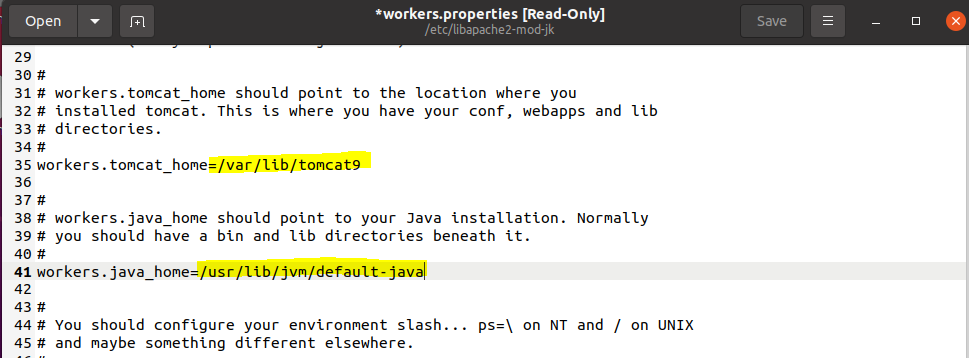 Open
*workers.properties [Read-Only]
/etc/libapache2-mod-jk
Save
29
30 #
31 # workers.tomcat_home should point to the location where you
32 # installed tomcat. This is where you have your conf, webapps and lib
33 # directories.
34 #
35 workers.tomcat_home=/var/lib/tomcat9
36
37 #
38 # workers.java_home should point to your Java installation. Normally
39 # you should have a bin and lib directories beneath it.
40 #
41 workers.java_home=/usr/lib/jvm/default-java
42
43 #
44 # You should configure your environment slash... ps=\ on NT and / on UNIX
45 # and maybe something different elsewhere.